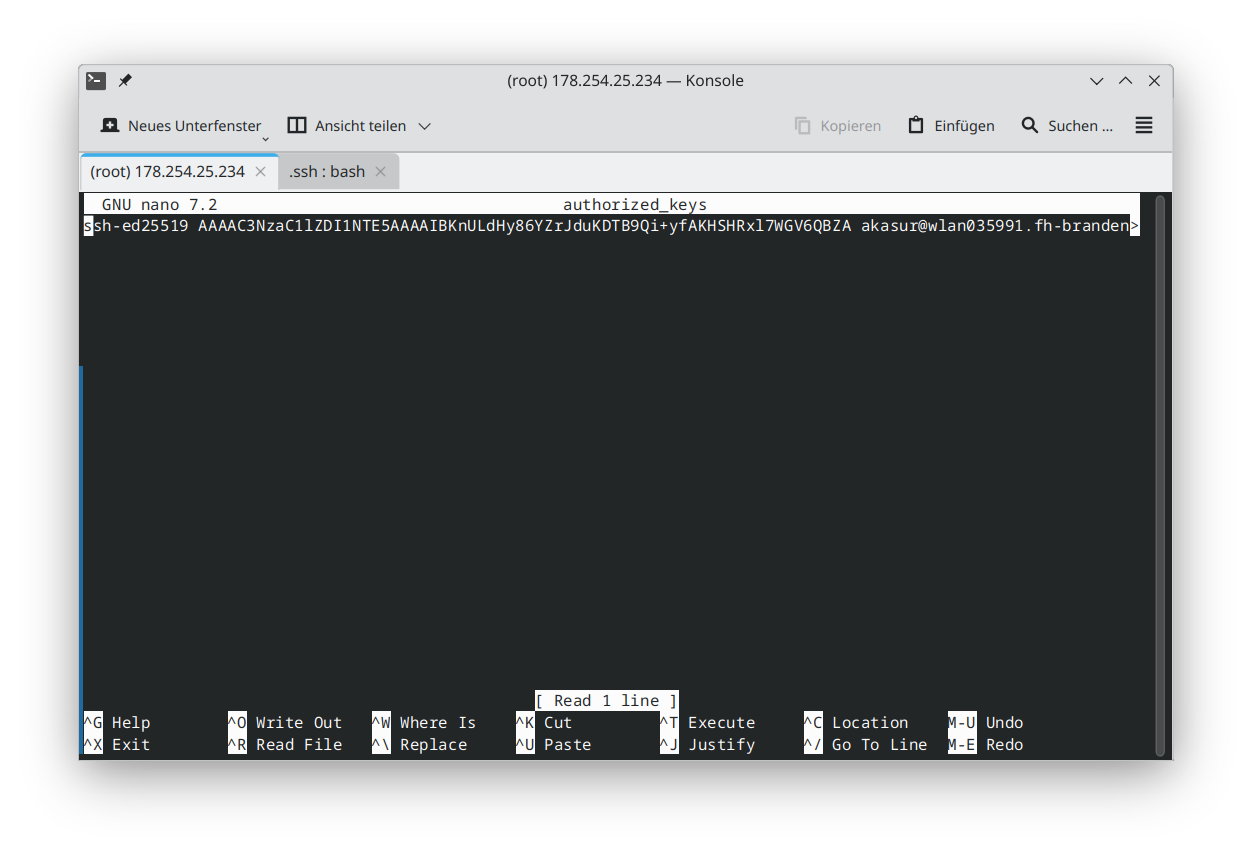 (root) 178.254.25.234 — Konsole
Neues Unterfenster Ansicht teilen Kopieren Einfügen Suchen ...
(root) 178.254.25.234 .ssh : bash
GNU nano 7.2 authorized_keys
ssh-ed25519 AAAAC3NzaC1lZDI1NTE5AAAAIBKnULdHy86YZrJduKDTB9Qi+yfAKHSHRxl7WGV6QBZA akasur@wlan035991.fh-branden>
[ Read 1 line ]
^G Help ^O Write Out ^W Where Is ^K Cut ^T Execute ^C Location M-U Undo
^X Exit ^R Read File ^\ Replace ^U Paste ^J Justify ^/ Go To Line M-E Redo